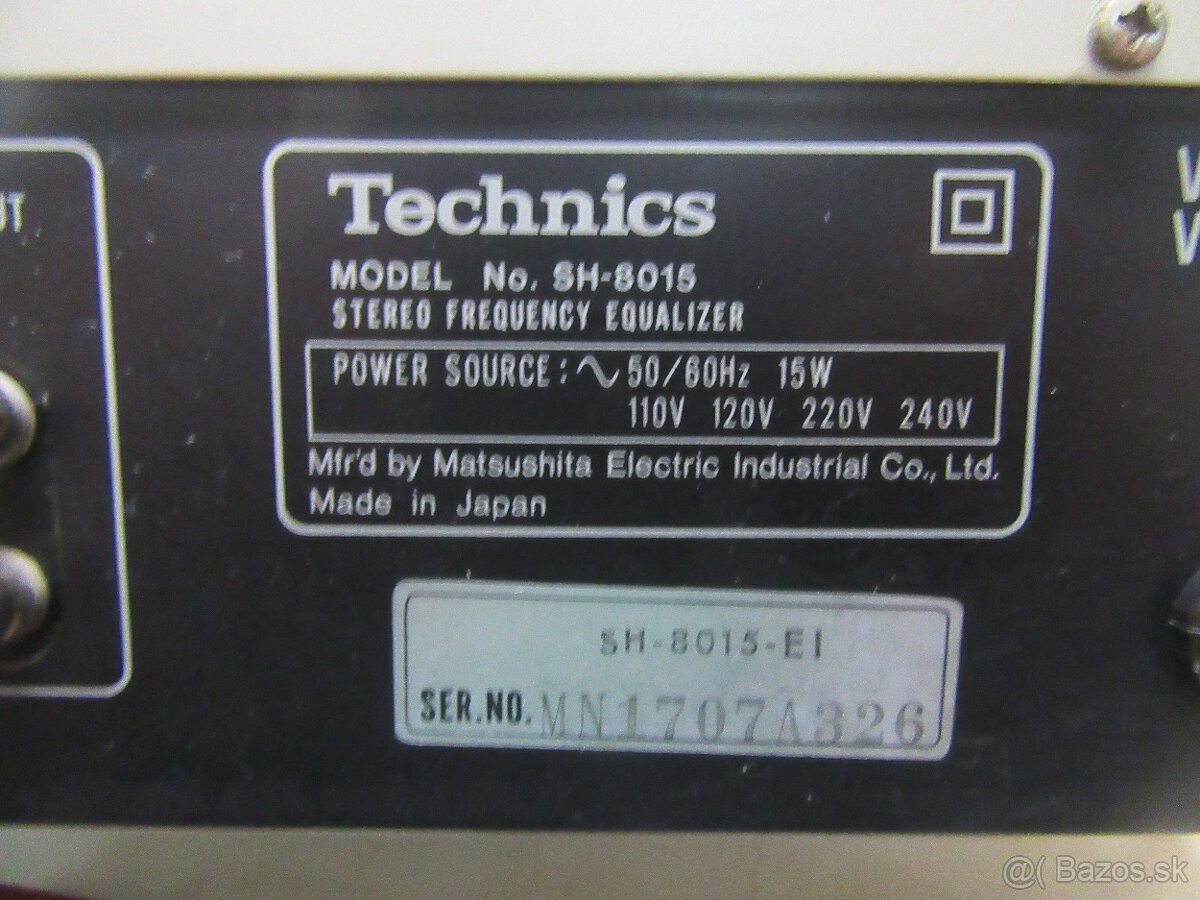 Technics
MODEL No. SH-8015
STEREO FREQUENCY EQUALIZER
POWER SOURCE: ∿ 50/60Hz 15W
110V 120V 220V 240V
Mfr'd by Matsushita Electric Industrial Co., Ltd.
Made in Japan
SH-8015-EI
SER.NO. MN1707A326
@( Bazos.sk